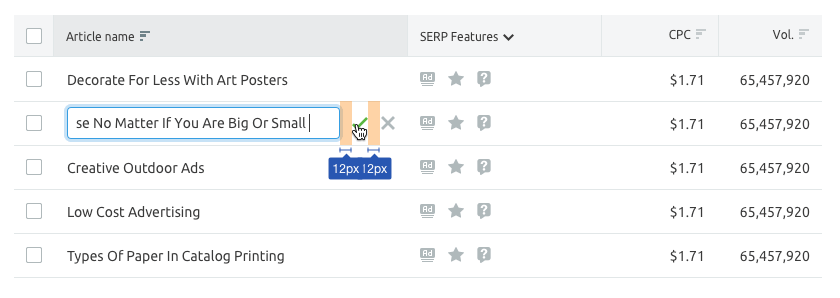 Article name SERP Features CPC Vol.
Decorate For Less With Art Posters Ad ? $1.71 65,457,920
se No Matter If You Are Big Or Small Ad ? $1.71 65,457,920
12px 12px
Creative Outdoor Ads Ad ? $1.71 65,457,920
Low Cost Advertising Ad ? $1.71 65,457,920
Types Of Paper In Catalog Printing Ad ? $1.71 65,457,920